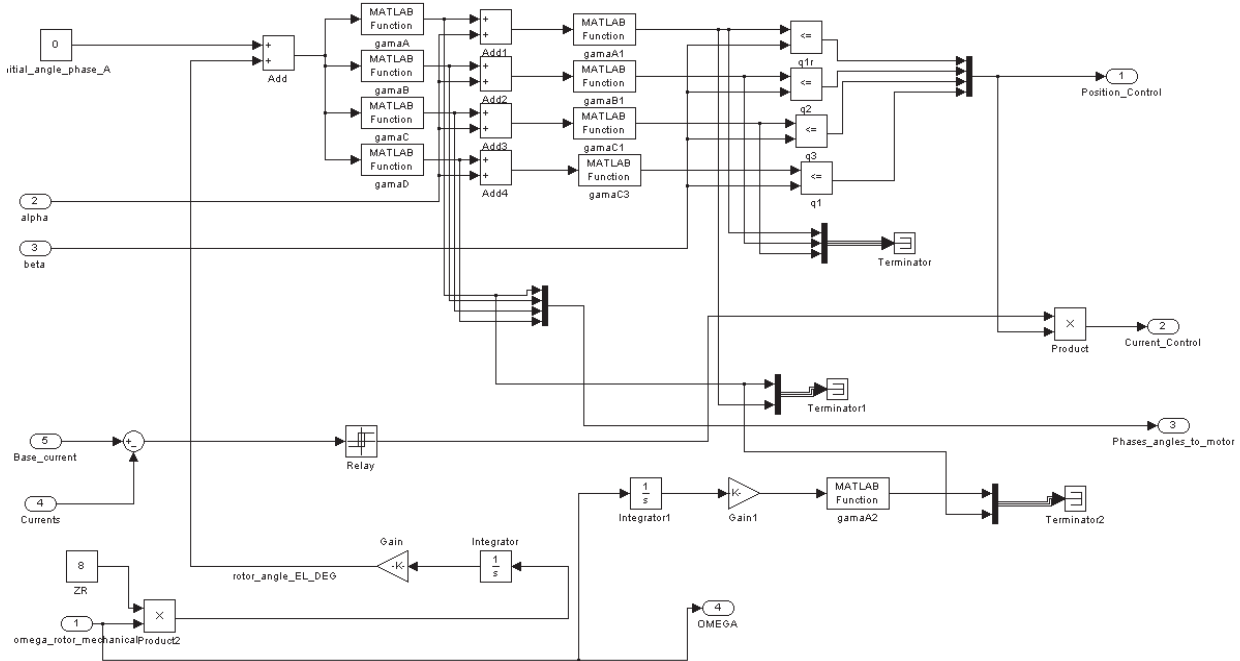 0
nitial_angle_phase_A
+
+
Add
MATLAB
Function
gamaA
MATLAB
Function
gamaB
MATLAB
Function
gamaC
MATLAB
Function
gamaD
+
+
Add1
+
+
Add2
+
+
Add3
+
+
Add4
MATLAB
Function
gamaA1
MATLAB
Function
gamaB1
MATLAB
Function
gamaC1
MATLAB
Function
gamaC3
<=
q1r
<=
q2
<=
q3
<=
q1
1
Position_Control
2
alpha
3
beta
Terminator
×
Product
2
Current_Control
Terminator1
3
Phases_angles_to_motor
5
Base_current
+
-
Relay
4
Currents
1
s
Integrator1
-K-
Gain1
MATLAB
Function
gamaA2
Terminator2
8
ZR
rotor_angle_EL_DEG
Gain
-K-
Integrator
1
s
1
omega_rotor_mechanical
×
Product2
4
OMEGA